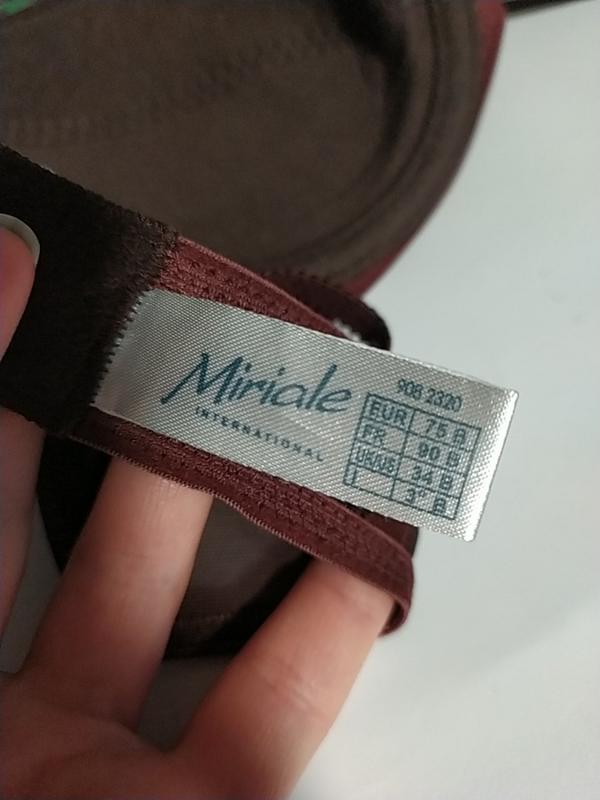 Miriale
INTERNATIONAL
906 2320
EUR 75 B
FR 90 B
UK/US 34 B
I 3" B